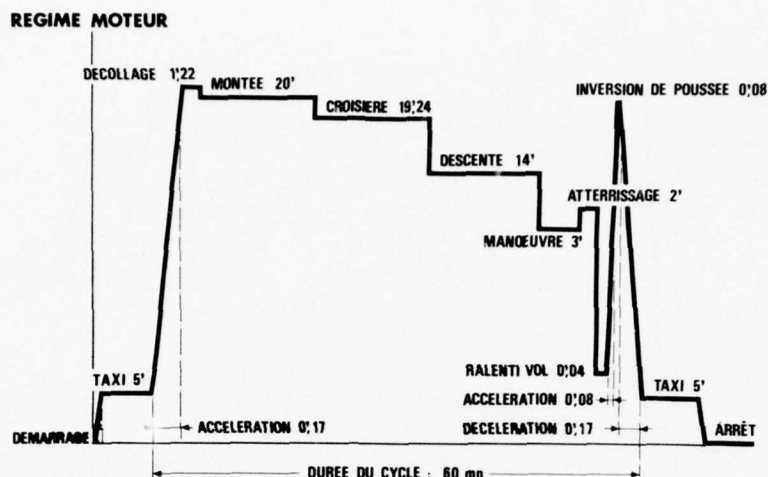 REGIME MOTEUR
DECOLLAGE 1',22
MONTEE 20'
INVERSION DE POUSSEE 0',08
CROISIERE 19',24
DESCENTE 14'
ATTERRISSAGE 2'
MANŒUVRE 3'
RALENTI VOL 0',04
TAXI 5'
TAXI 5'
ACCELERATION 0',08
DEMARRAGE
ACCELERATION 0',17
DECELERATION 0',17
ARRÊT
DUREE DU CYCLE : 60 mn